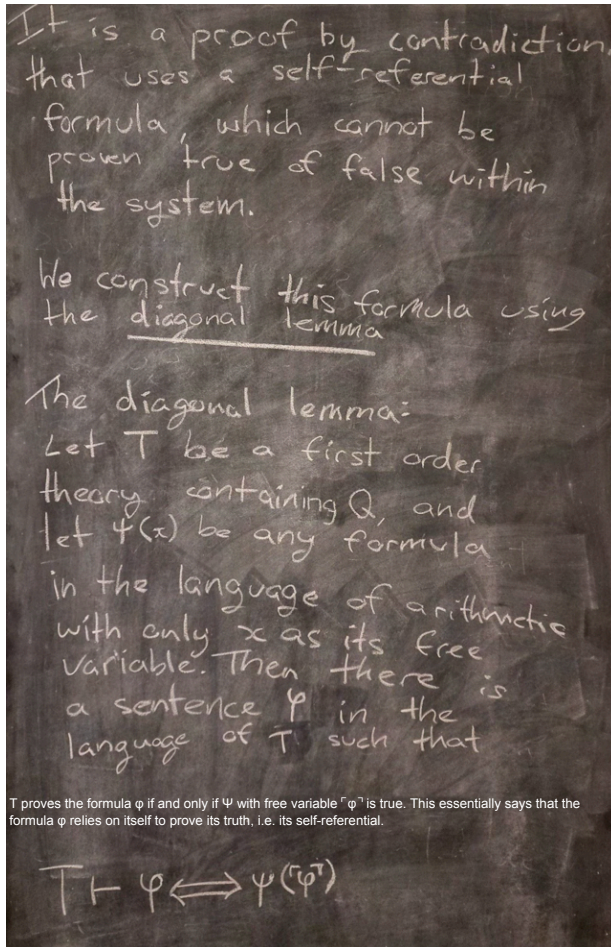 It is a proof by contradiction,
that uses a self-referential
formula, which cannot be
proven true of false within
the system.
We construct this formula using
the diagonal lemma
The diagonal lemma:
Let T be a first order
theory containing Q, and
let Ψ(x) be any formula
in the language of arithmetic
with only x as its free
variable. Then there is
a sentence φ in the
language of T such that
T proves the formula φ if and only if Ψ with free variable ⌜φ⌝ is true. This essentially says that the
formula φ relies on itself to prove its truth, i.e. its self-referential.
T ⊢ φ ⟺ Ψ(⌜φ⌝)